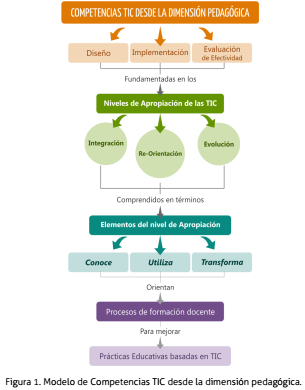 COMPETENCIAS TIC DESDE LA DIMENSIÓN PEDAGÓGICA
Diseño
Implementación
Evaluación
de Efectividad
Fundamentadas en los
Niveles de Apropiación de las TIC
Integración
Re-Orientación
Evolución
Comprendidos en términos
Elementos del nivel de Apropiación
Conoce
Utiliza
Transforma
Orientan
Procesos de formación docente
Para mejorar
Prácticas Educativas basadas en TIC
Figura 1. Modelo de Competencias TIC desde la dimensión pedagógica.